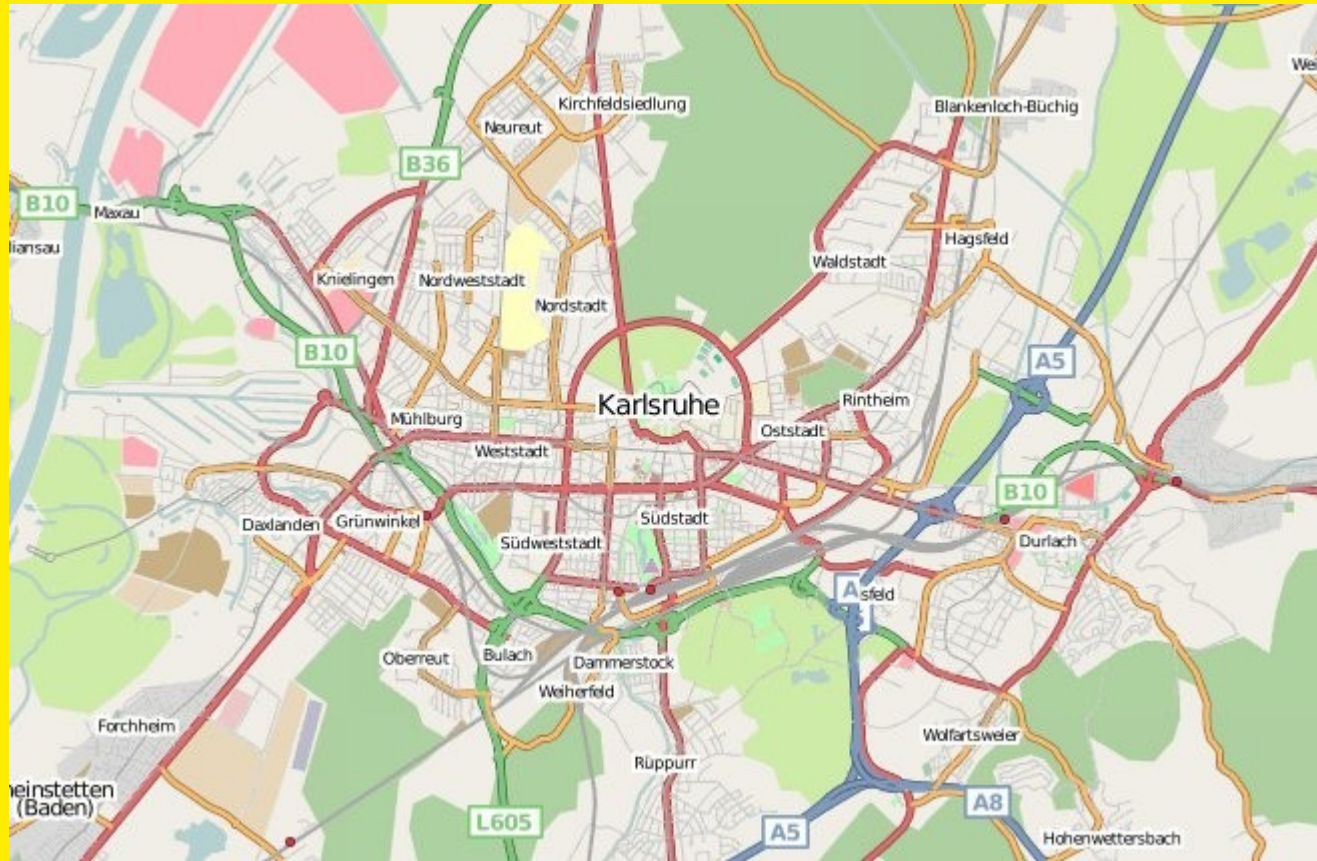 Wei
Kirchfeldsiedlung
Blankenloch-Büchig
Neureut
B36
B10
Maxau
liansau
Hagsfeld
Waldstadt
Knielingen
Nordweststadt
Nordstadt
B10
A5
Karlsruhe
Rintheim
Mühlburg
Oststadt
Weststadt
B10
Daxlanden
Grünwinkel
Südstadt
Südweststadt
Durlach
A
sfeld
Oberreut
Bulach
Dammerstock
Weiherfeld
Forchheim
Wolfartsweier
Rüppurr
heinstetten
(Baden)
A8
L605
A5
Hohenwettersbach